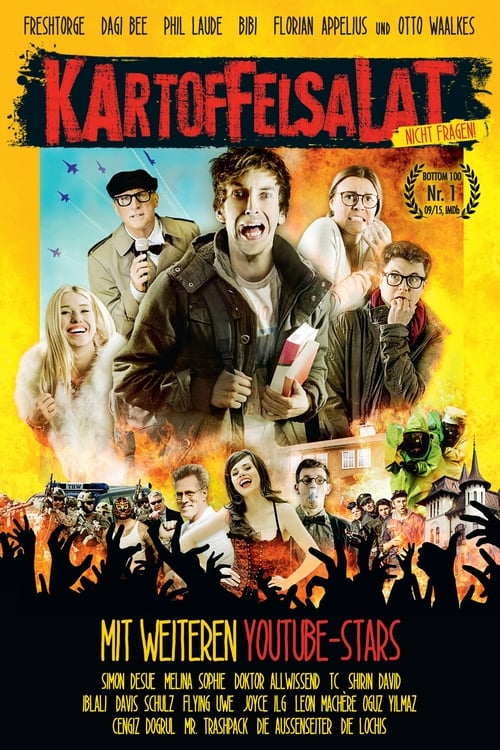 FRESHTORGE DAGI BEE PHIL LAUDE BIBI FLORIAN APPELIUS UND OTTO WAALKES
KARTOFFELSALAT
NICHT FRAGEN!
BOTTOM 100
Nr. 1
09/15, IMDb
THW
MIT WEITEREN YOUTUBE-STARS
SIMON DESUE MELINA SOPHIE DOKTOR ALLWISSEND TC SHIRIN DAVID
IBLALI DAVIS SCHULZ FLYING UWE JOYCE ILG LEON MACHÈRE OGUZ YILMAZ
CENGIZ DOGRUL MR. TRASHPACK DIE AUSSENSEITER DIE LOCHIS